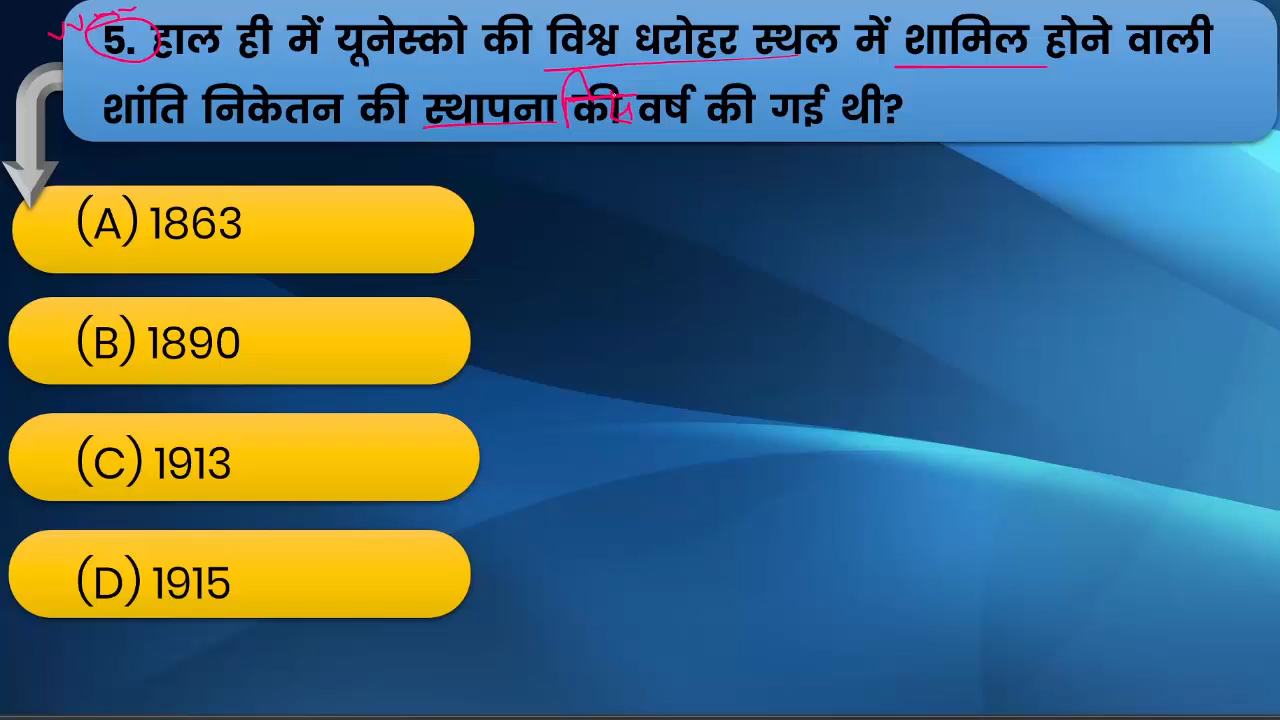 5. हाल ही में यूनेस्को की विश्व धरोहर स्थल में शामिल होने वाली
शांति निकेतन की स्थापना की वर्ष की गई थी?
(A) 1863
(B) 1890
(C) 1913
(D) 1915